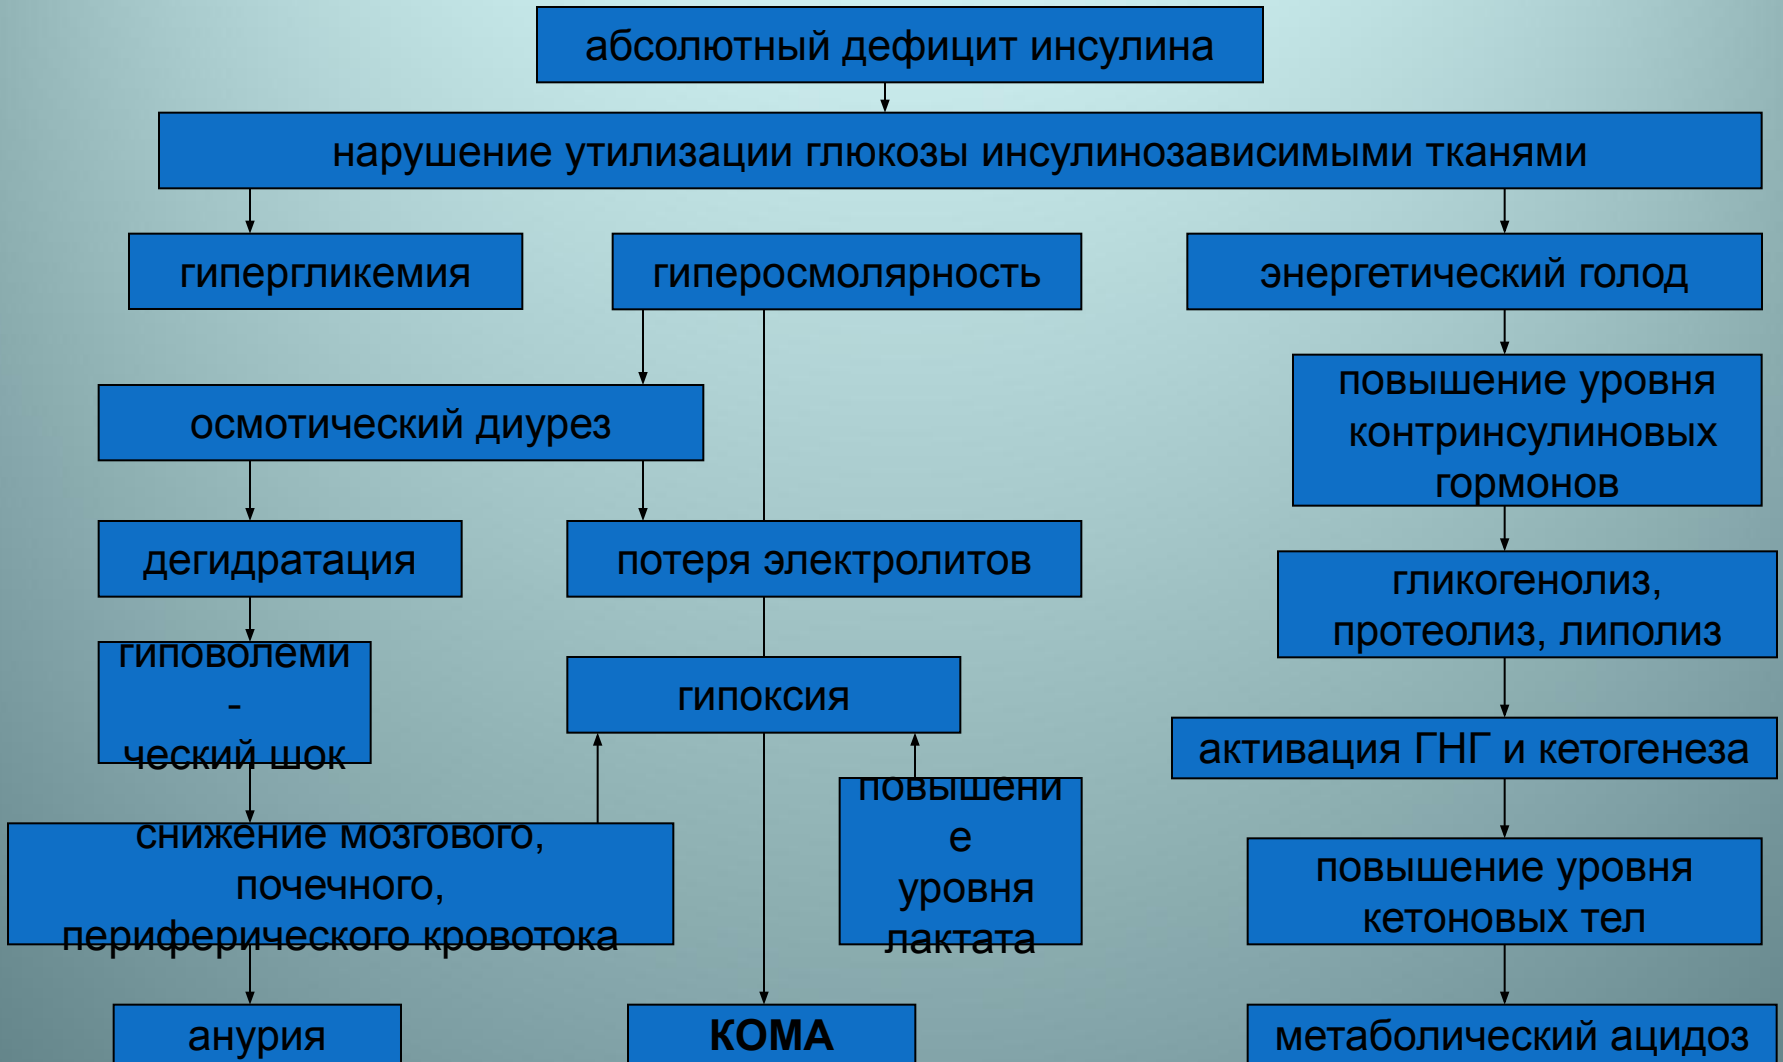 абсолютный дефицит инсулина
нарушение утилизации глюкозы инсулинозависимыми тканями
гипергликемия
гиперосмолярность
энергетический голод
осмотический диурез
повышение уровня
контринсулиновых
гормонов
дегидратация
потеря электролитов
гликогенолиз,
протеолиз, липолиз
гиповолеми
-
ческий шок
гипоксия
активация ГНГ и кетогенеза
снижение мозгового,
почечного,
периферического кровотока
повышени
е
уровня
лактата
повышение уровня
кетоновых тел
анурия
КОМА
метаболический ацидоз